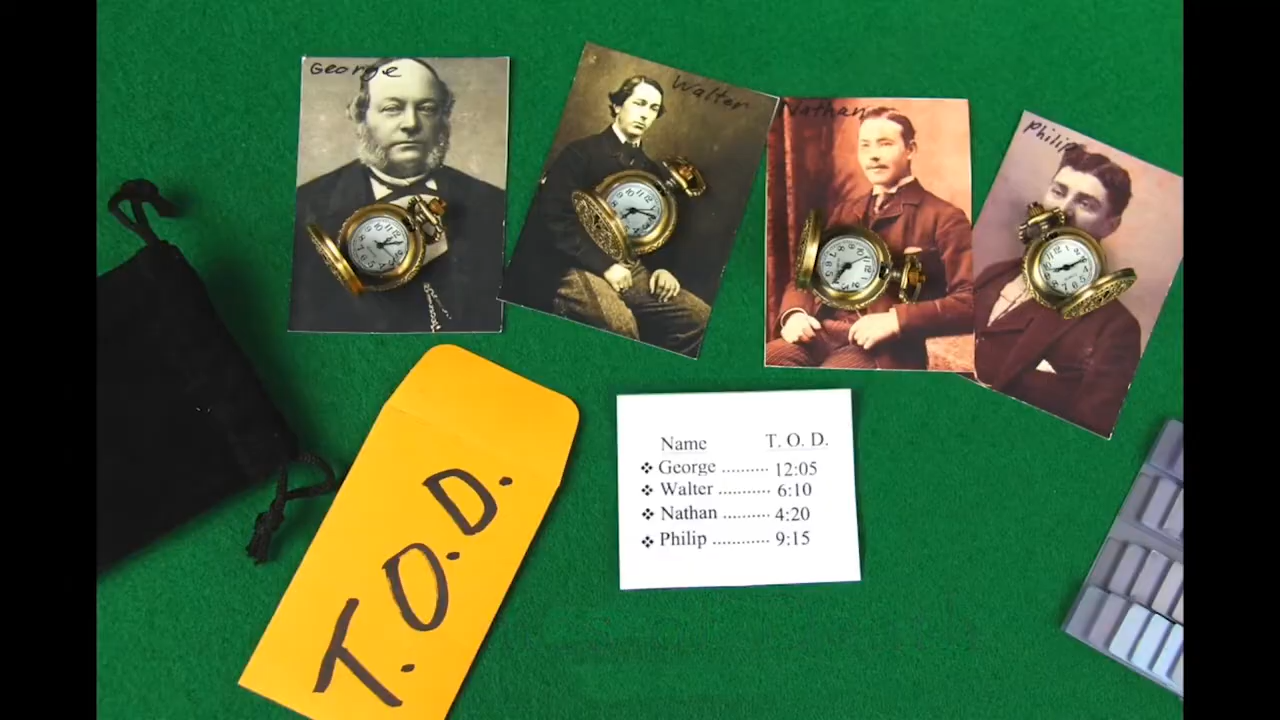 George
Walter
Nathan
Philip
Name T. O. D.
❖ George .......... 12:05
❖ Walter ........... 6:10
❖ Nathan .......... 4:20
❖ Philip ............ 9:15
T.O.D.